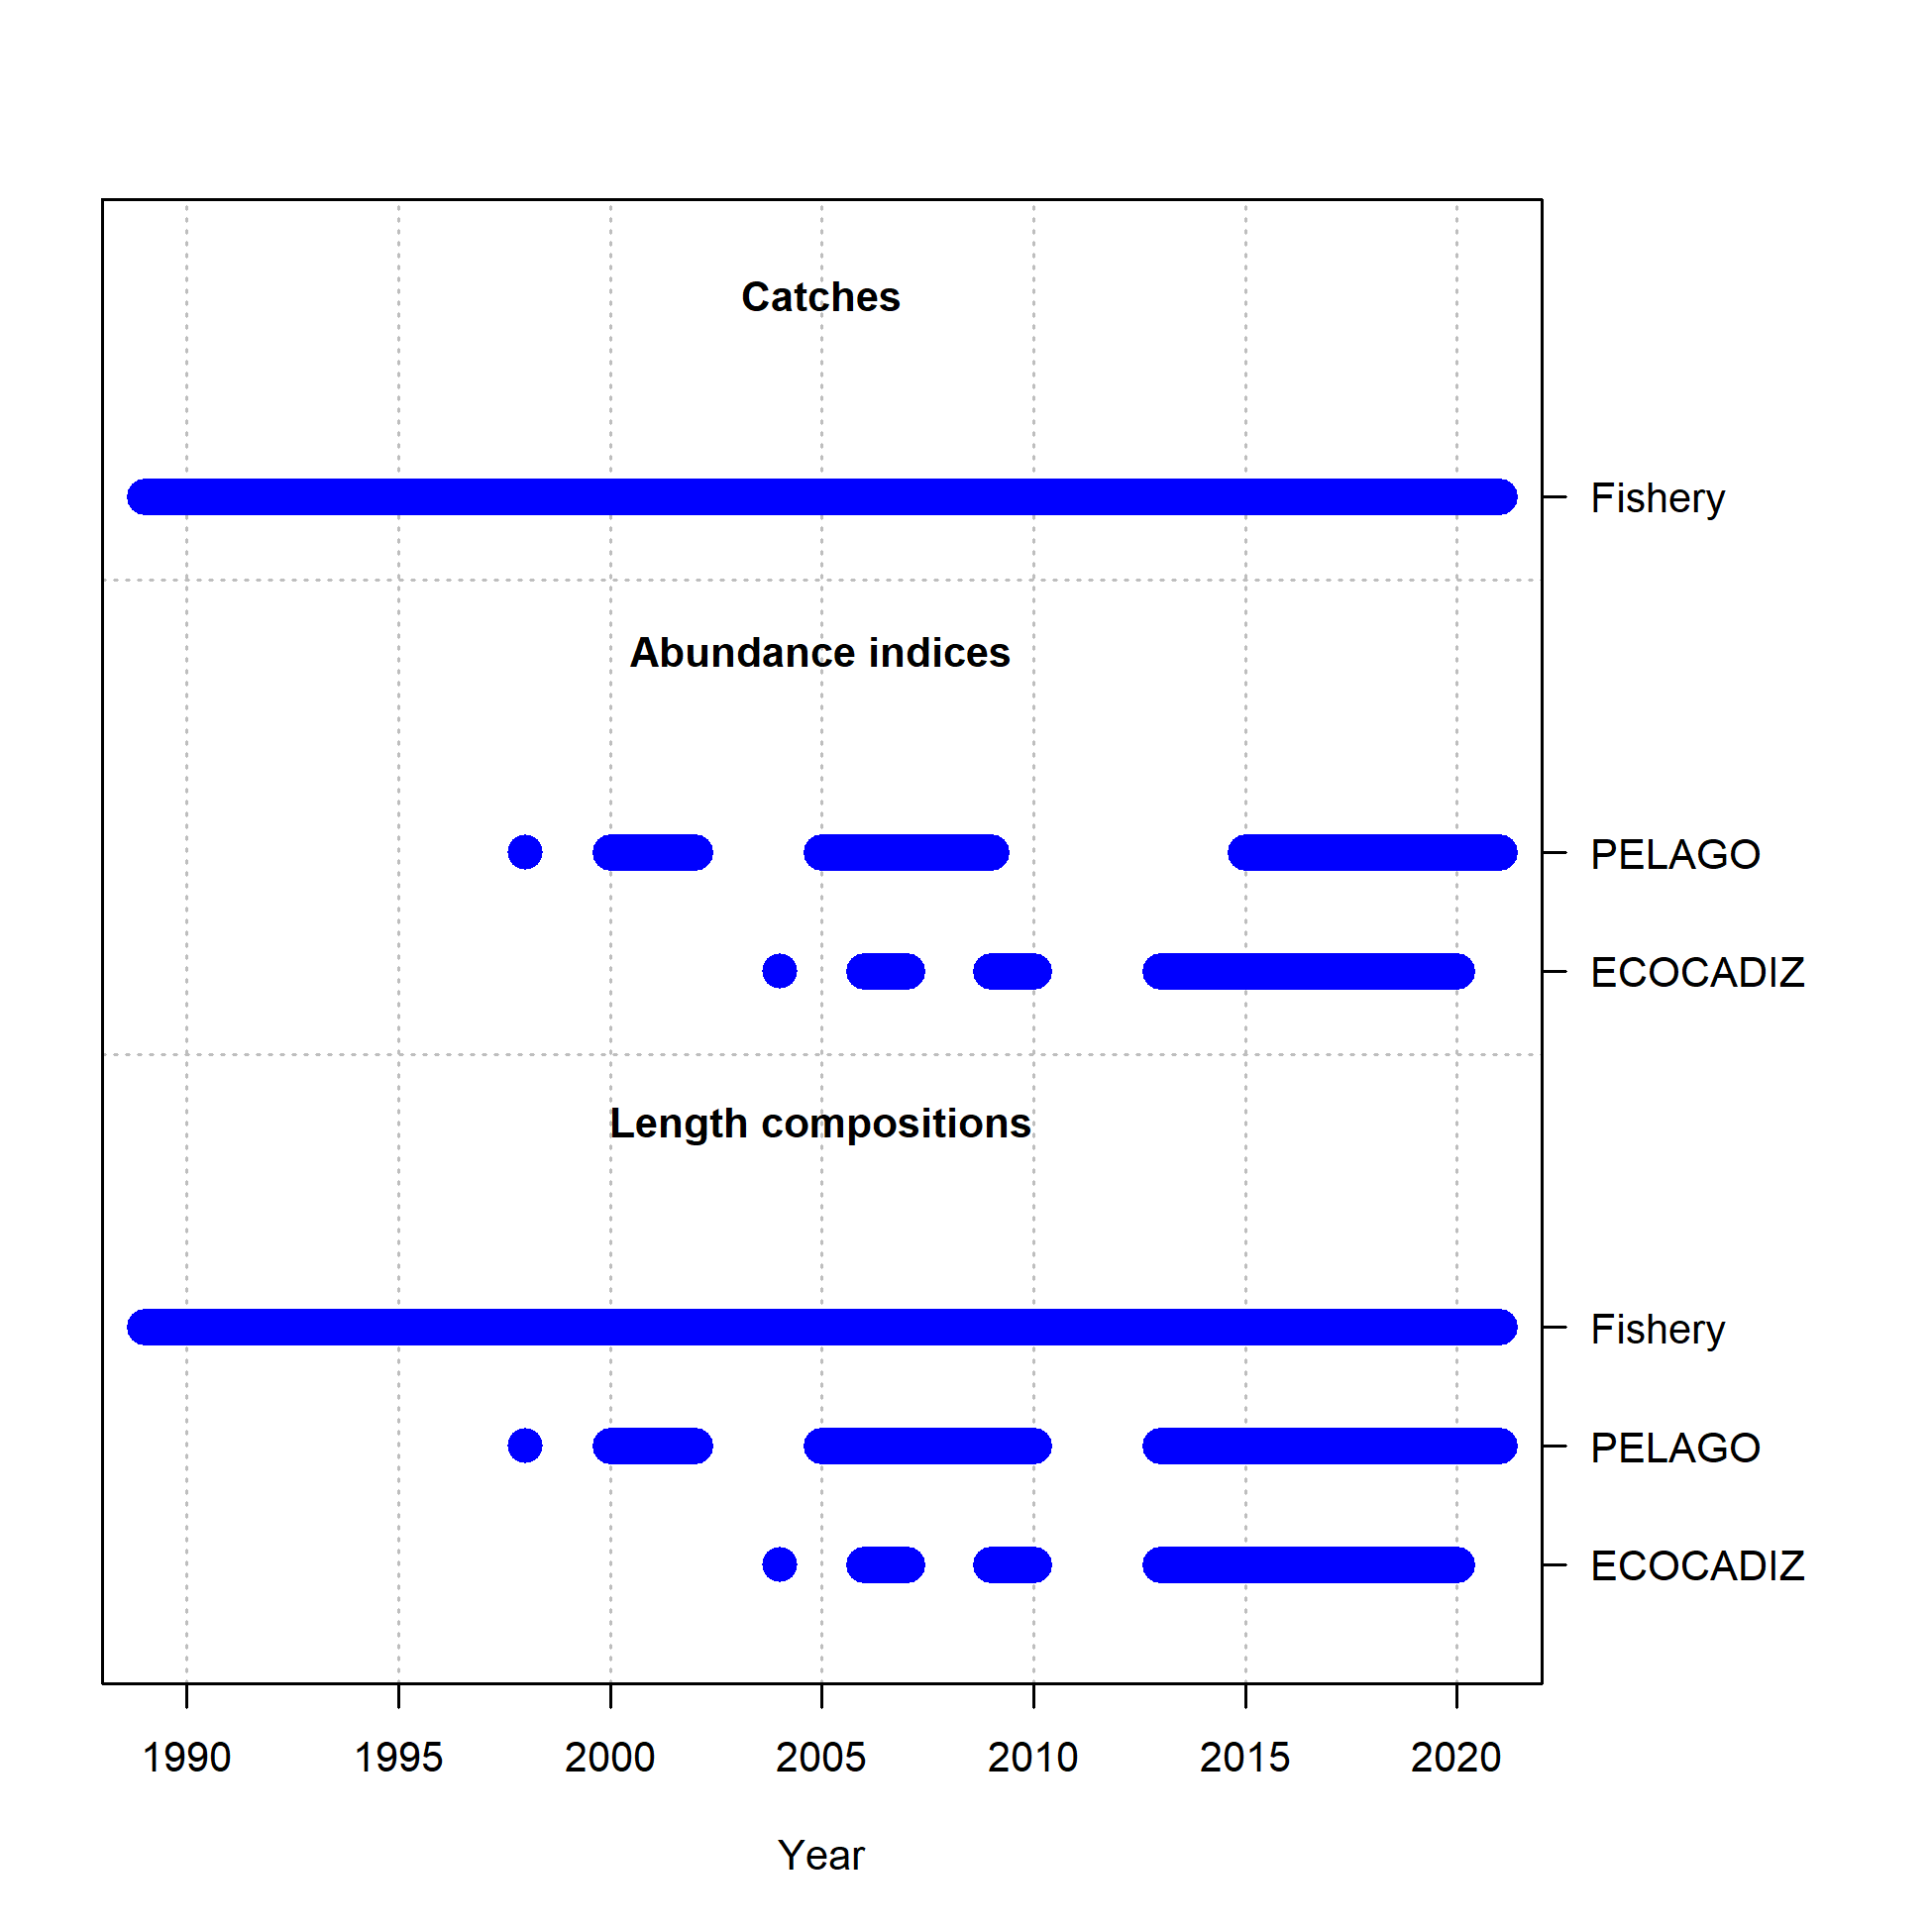 Catches
Fishery
Abundance indices
PELAGO
ECOCADIZ
Length compositions
Fishery
PELAGO
ECOCADIZ
1990 1995 2000 2005 2010 2015 2020
Year